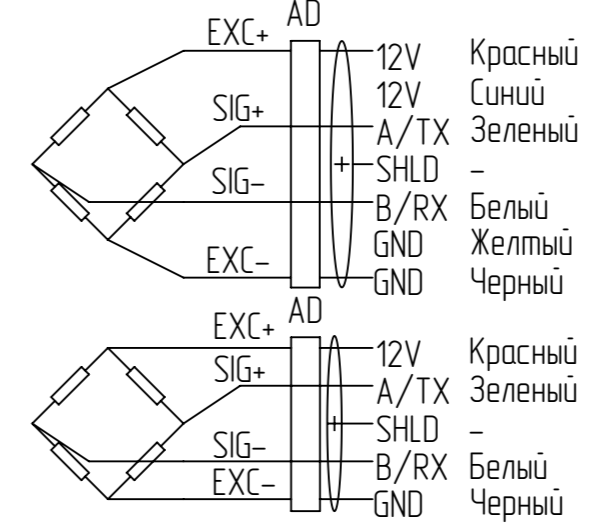 AD
EXC+ 12V Красный
12V Синий
SIG+ A/TX Зеленый
SHLD –
SIG– B/RX Белый
GND Желтый
EXC– GND Черный
AD
EXC+ 12V Красный
SIG+ A/TX Зеленый
SHLD –
SIG– B/RX Белый
EXC– GND Черный